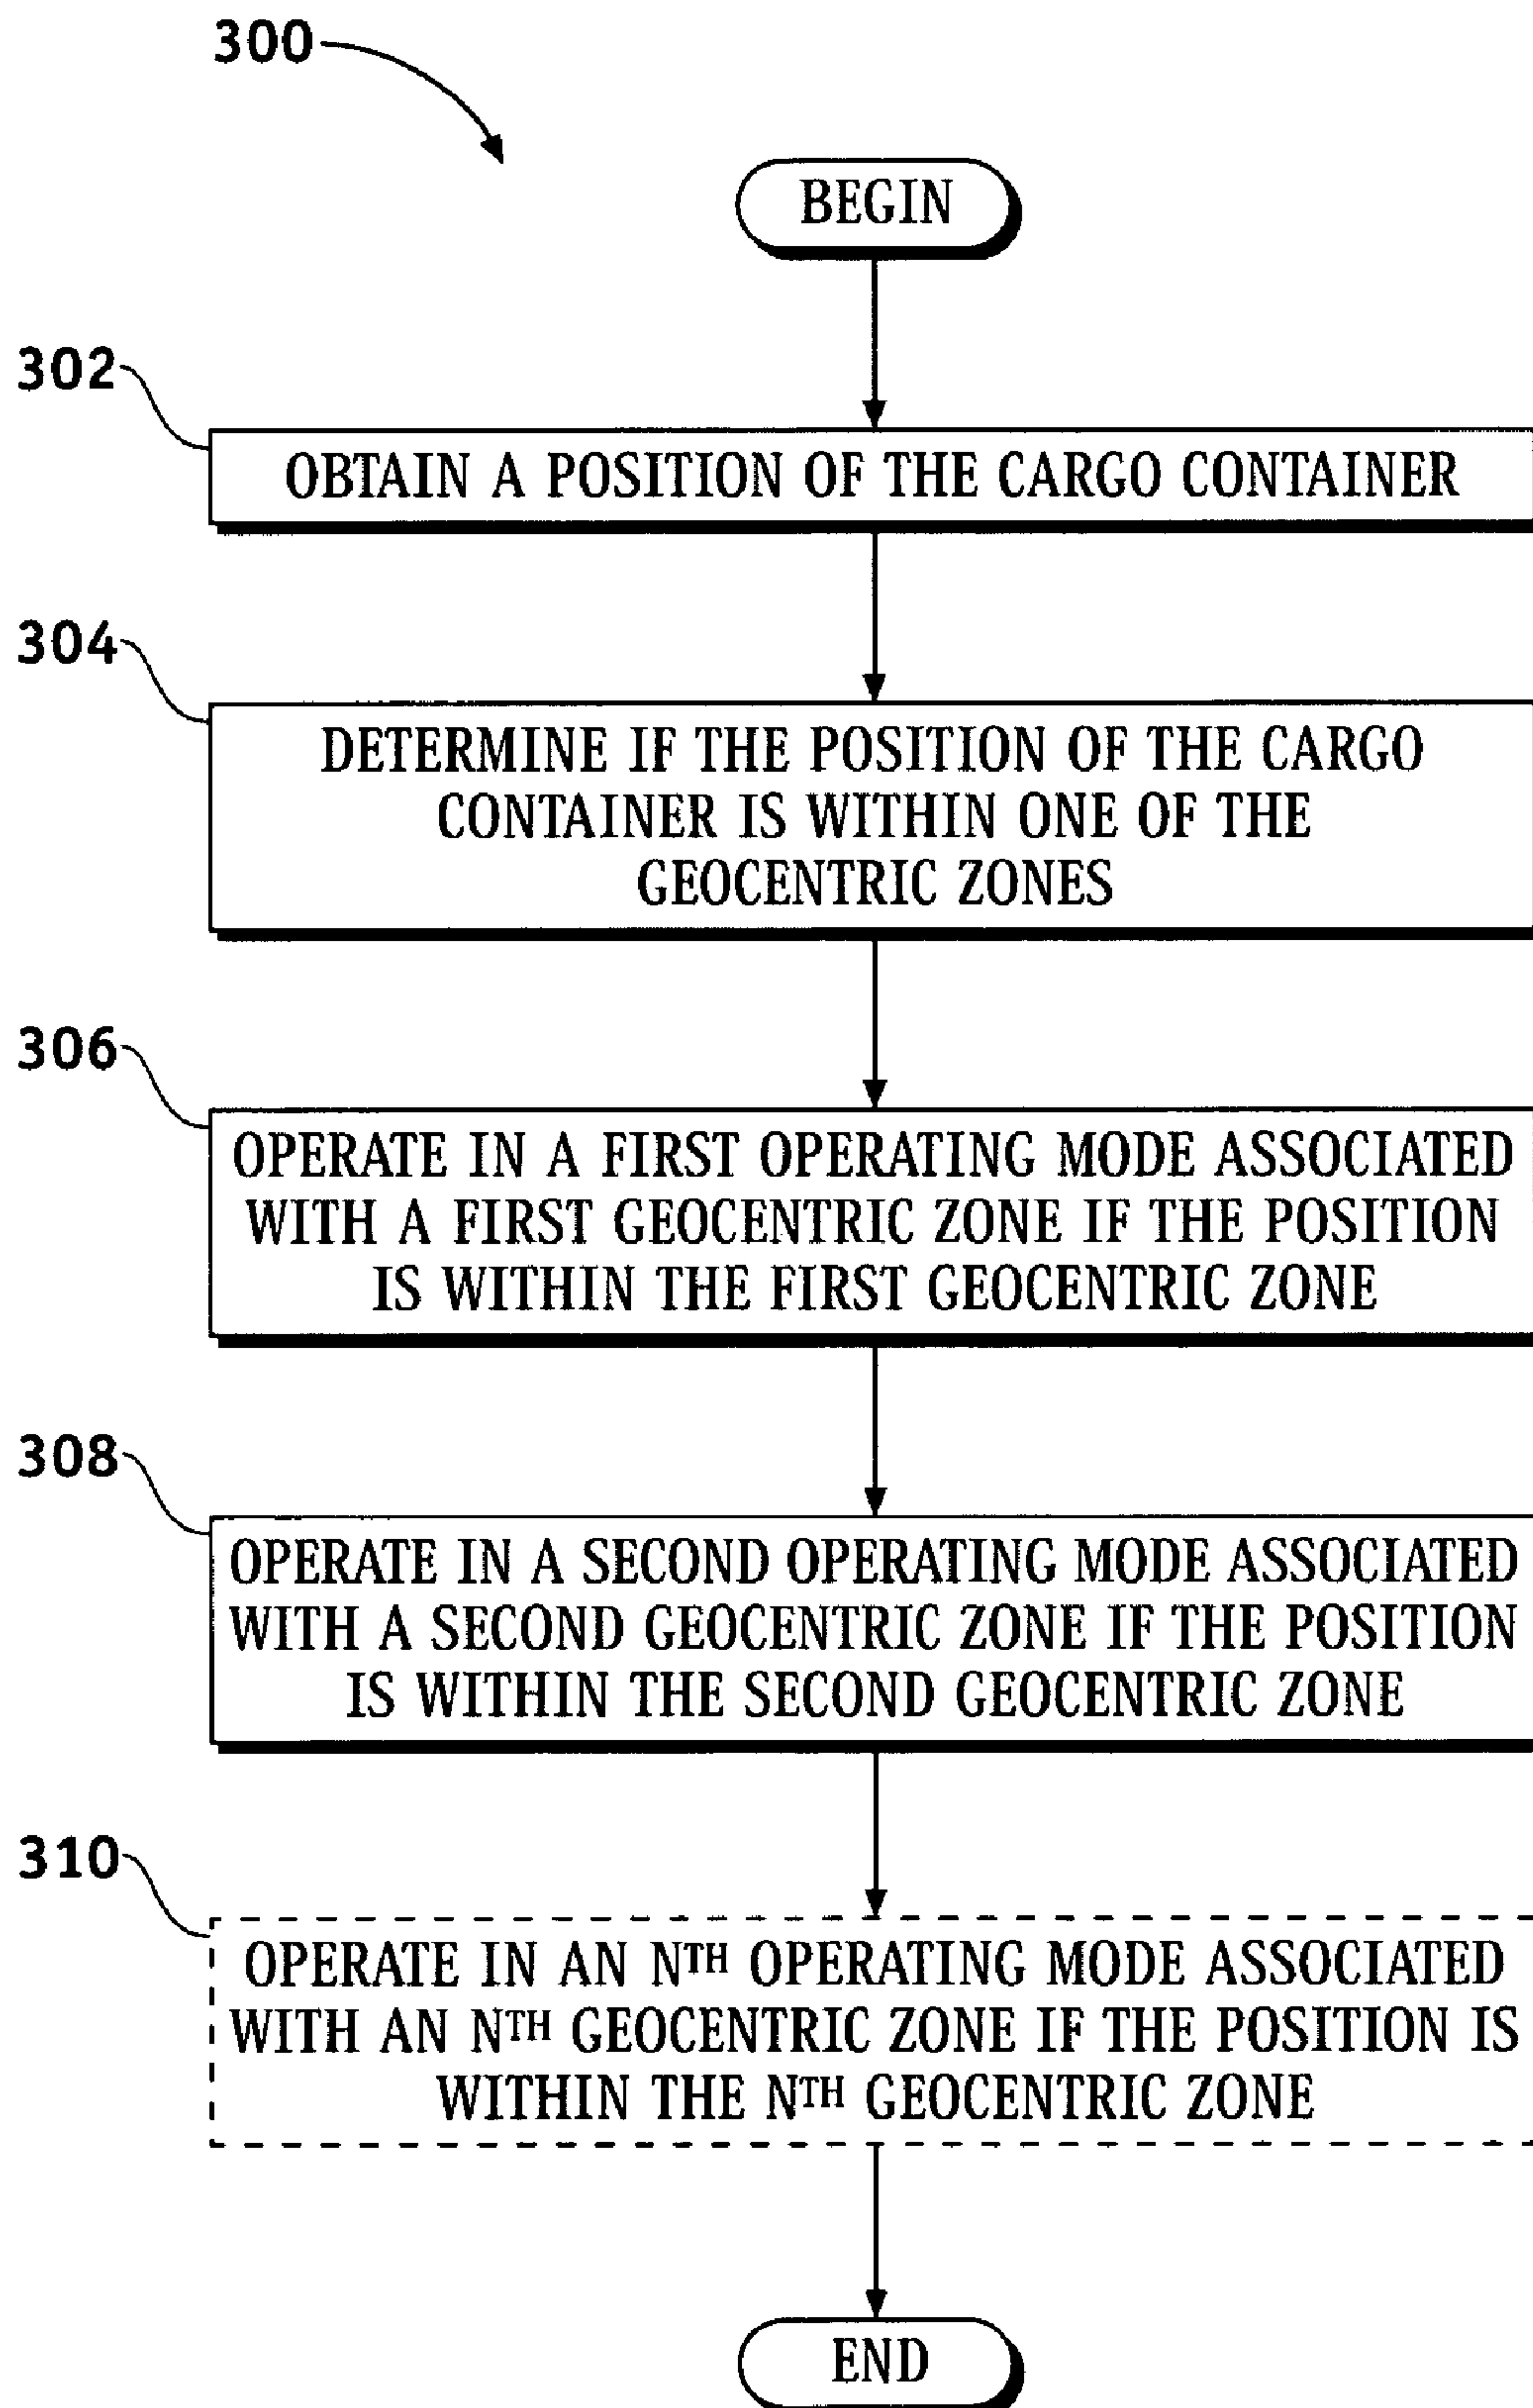 300
BEGIN
302
OBTAIN A POSITION OF THE CARGO CONTAINER
304
DETERMINE IF THE POSITION OF THE CARGO
CONTAINER IS WITHIN ONE OF THE
GEOCENTRIC ZONES
306
OPERATE IN A FIRST OPERATING MODE ASSOCIATED
WITH A FIRST GEOCENTRIC ZONE IF THE POSITION
IS WITHIN THE FIRST GEOCENTRIC ZONE
308
OPERATE IN A SECOND OPERATING MODE ASSOCIATED
WITH A SECOND GEOCENTRIC ZONE IF THE POSITION
IS WITHIN THE SECOND GEOCENTRIC ZONE
310
OPERATE IN AN NTH OPERATING MODE ASSOCIATED
WITH AN NTH GEOCENTRIC ZONE IF THE POSITION IS
WITHIN THE NTH GEOCENTRIC ZONE
END